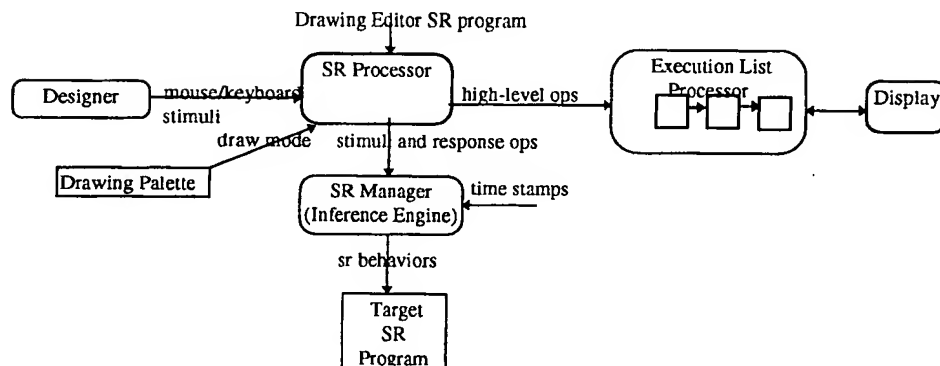 Drawing Editor SR program
SR Processor
Execution List
Processor
Designer
mouse/keyboard
stimuli
high-level ops
Display
draw mode
stimuli and response ops
Drawing Palette
SR Manager
(Inference Engine)
time stamps
sr behaviors
Target
SR
Program